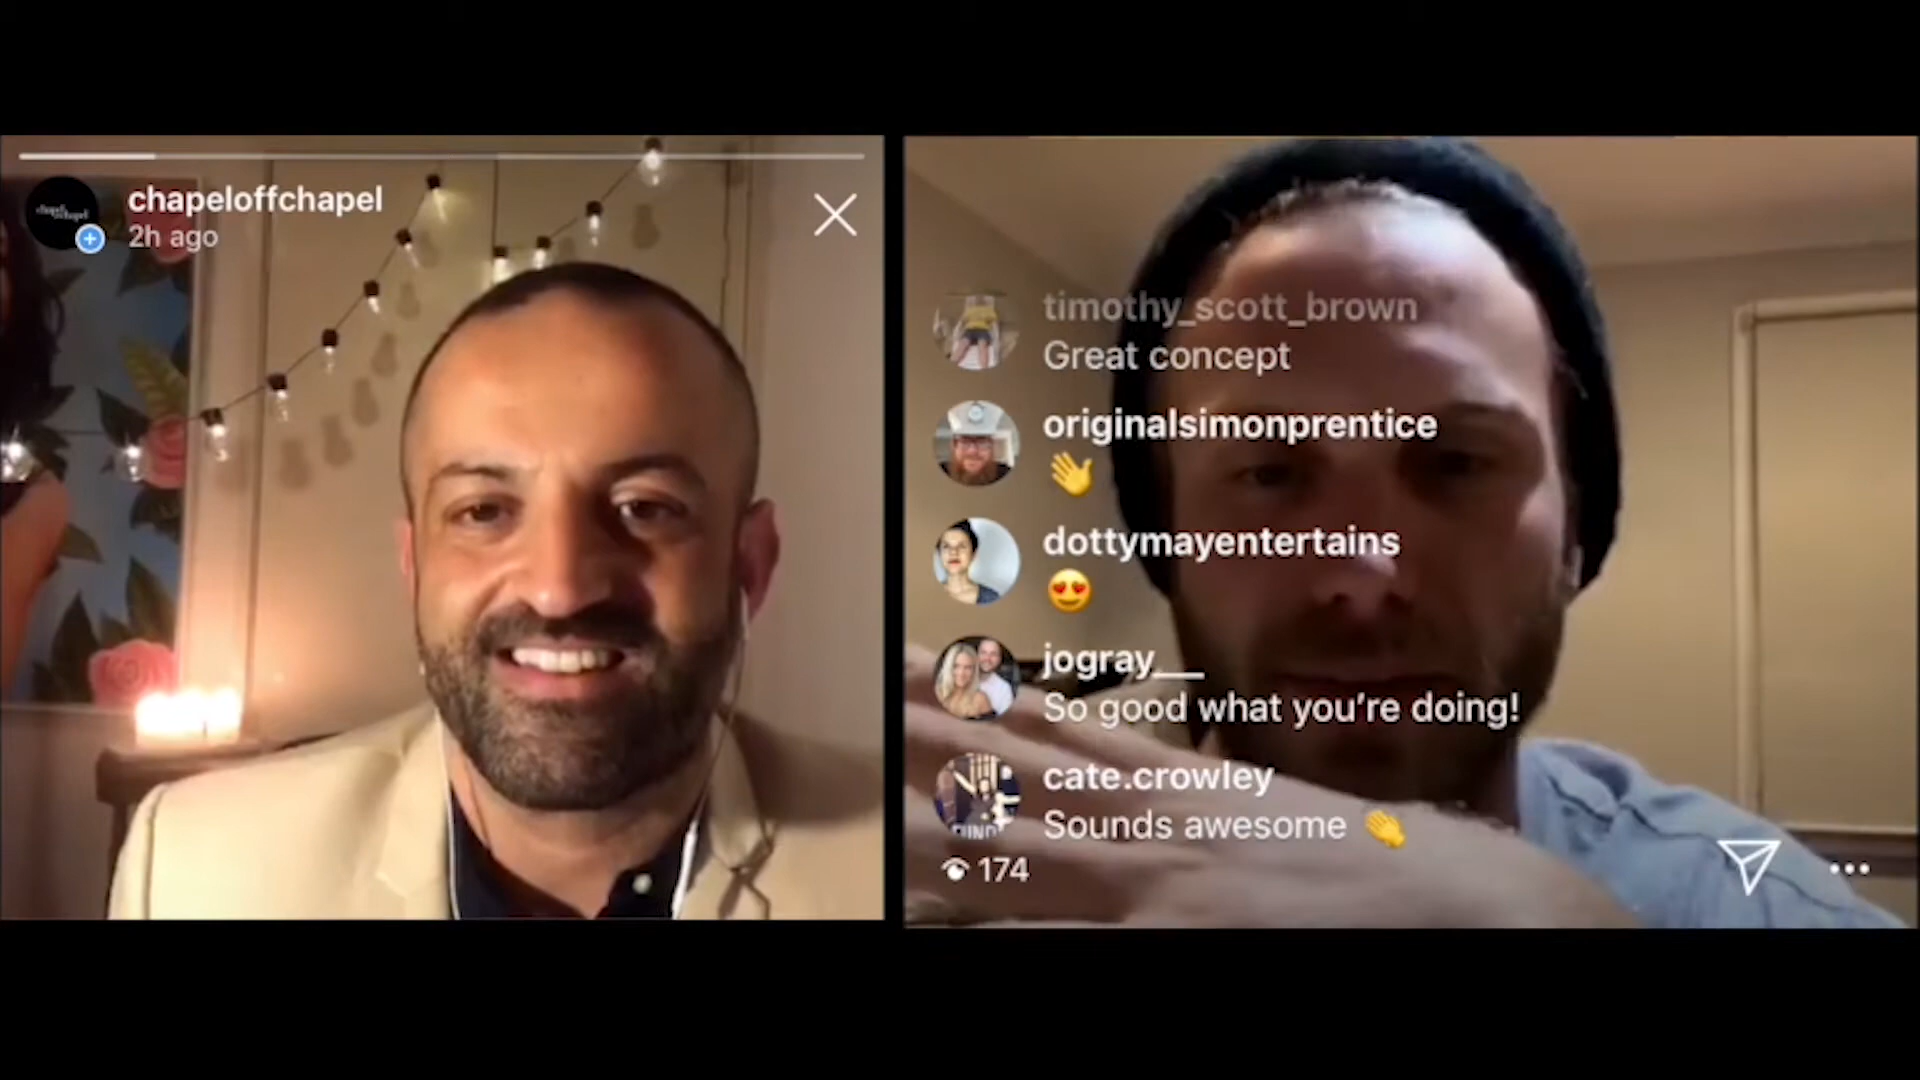 chapeloffchapel
2h ago
timothy_scott_brown
Great concept
originalsimonprentice
👋
dottymayentertains
😍
jogray___
So good what you're doing!
cate.crowley
Sounds awesome 👏
174